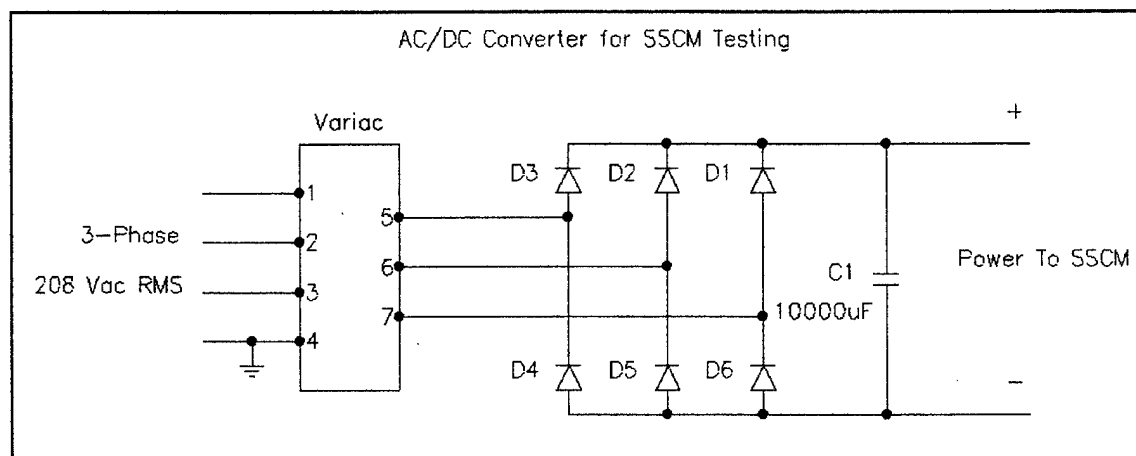 AC/DC Converter for SSCM Testing
Variac
+
D3 D2 D1
1
5
3-Phase
2
6
C1
Power To SSCM
208 Vac RMS
3
7
10000uF
4
D4 D5 D6
-